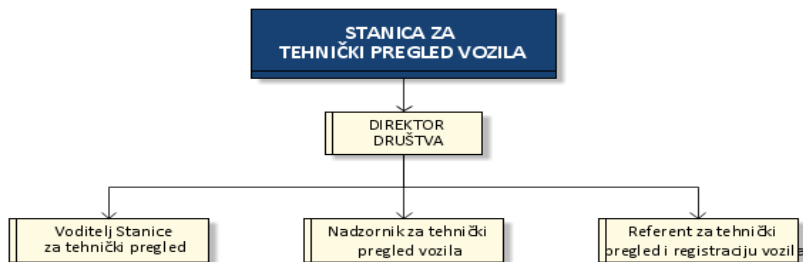 STANICA ZA
TEHNIČKI PREGLED VOZILA
DIREKTOR
DRUŠTVA
Voditelj Stanice
za tehnički pregled
Nadzornik za tehnički
pregled vozila
Referent za tehnički
pregled i registraciju vozila